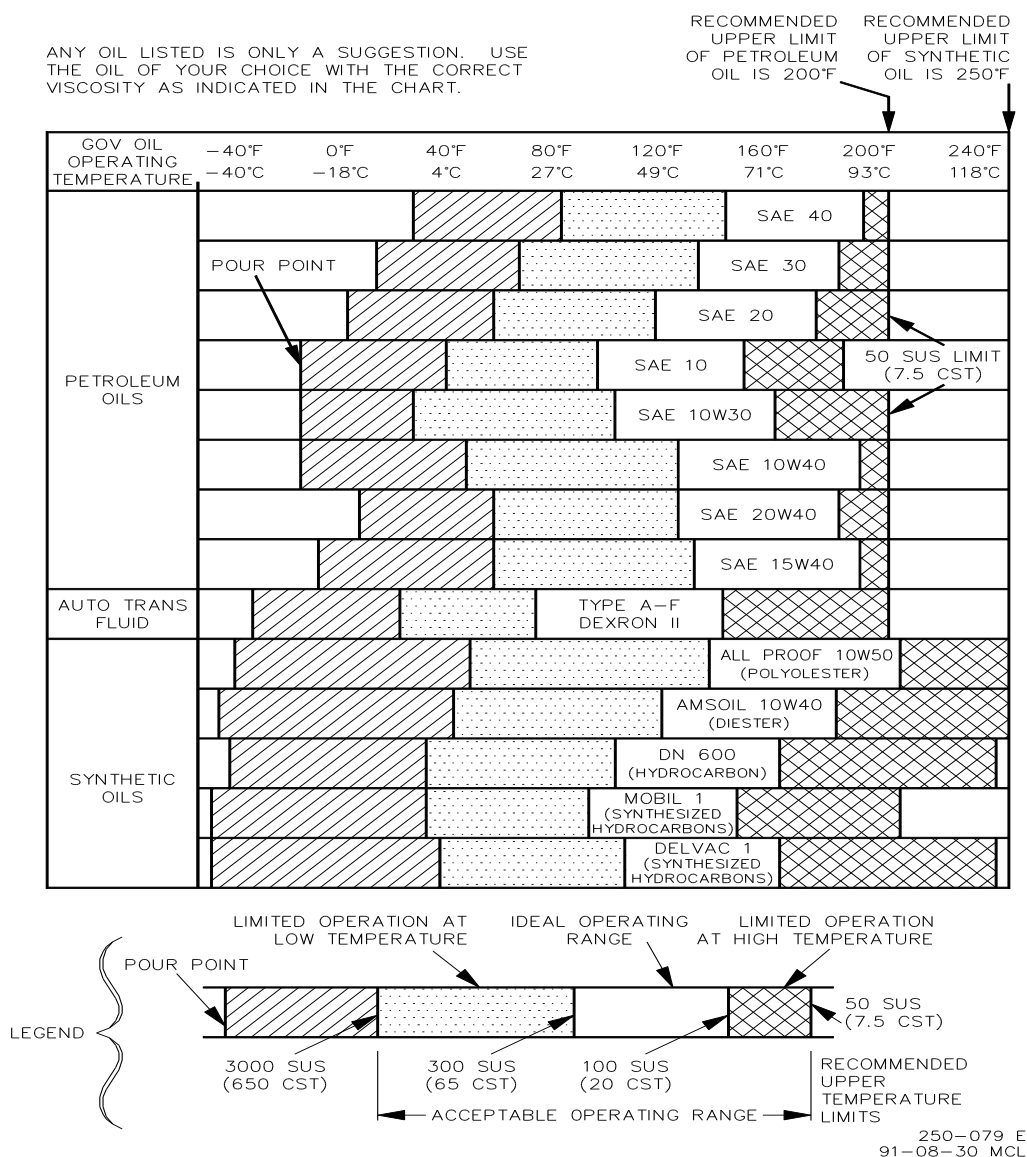 RECOMMENDED
UPPER LIMIT
OF PETROLEUM
OIL IS 200°F
RECOMMENDED
UPPER LIMIT
OF SYNTHETIC
OIL IS 250°F
ANY OIL LISTED IS ONLY A SUGGESTION. USE
THE OIL OF YOUR CHOICE WITH THE CORRECT
VISCOSITY AS INDICATED IN THE CHART.
GOV OIL
OPERATING
TEMPERATURE
−40°F 0°F 40°F 80°F 120°F 160°F 200°F 240°F
−40°C −18°C 4°C 27°C 49°C 71°C 93°C 118°C
SAE 40
POUR POINT
SAE 30
SAE 20
PETROLEUM
OILS
SAE 10
50 SUS LIMIT
(7.5 CST)
SAE 10W30
SAE 10W40
SAE 20W40
SAE 15W40
AUTO TRANS
FLUID
TYPE A−F
DEXRON II
SYNTHETIC
OILS
ALL PROOF 10W50
(POLYOLESTER)
AMSOIL 10W40
(DIESTER)
DN 600
(HYDROCARBON)
MOBIL 1
(SYNTHESIZED
HYDROCARBONS)
DELVAC 1
(SYNTHESIZED
HYDROCARBONS)
LEGEND
POUR POINT
LIMITED OPERATION AT
LOW TEMPERATURE
IDEAL OPERATING
RANGE
LIMITED OPERATION
AT HIGH TEMPERATURE
50 SUS
(7.5 CST)
3000 SUS
(650 CST)
300 SUS
(65 CST)
100 SUS
(20 CST)
RECOMMENDED
UPPER
TEMPERATURE
LIMITS
ACCEPTABLE OPERATING RANGE
250−079 E
91−08−30 MCL